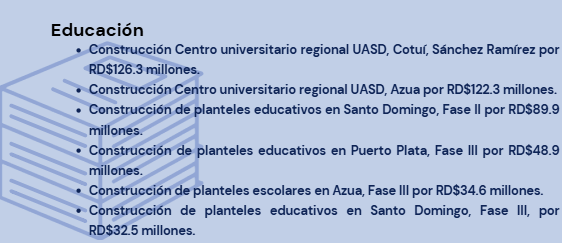 Educación
• Construcción Centro universitario regional UASD, Cotuí, Sánchez Ramírez por
RD$126.3 millones.
• Construcción Centro universitario regional UASD, Azua por RD$122.3 millones.
• Construcción de planteles educativos en Santo Domingo, Fase II por RD$89.9
millones.
• Construcción de planteles educativos en Puerto Plata, Fase III por RD$48.9
millones.
• Construcción de planteles escolares en Azua, Fase III por RD$34.6 millones.
• Construcción de planteles educativos en Santo Domingo, Fase III, por
RD$32.5 millones.